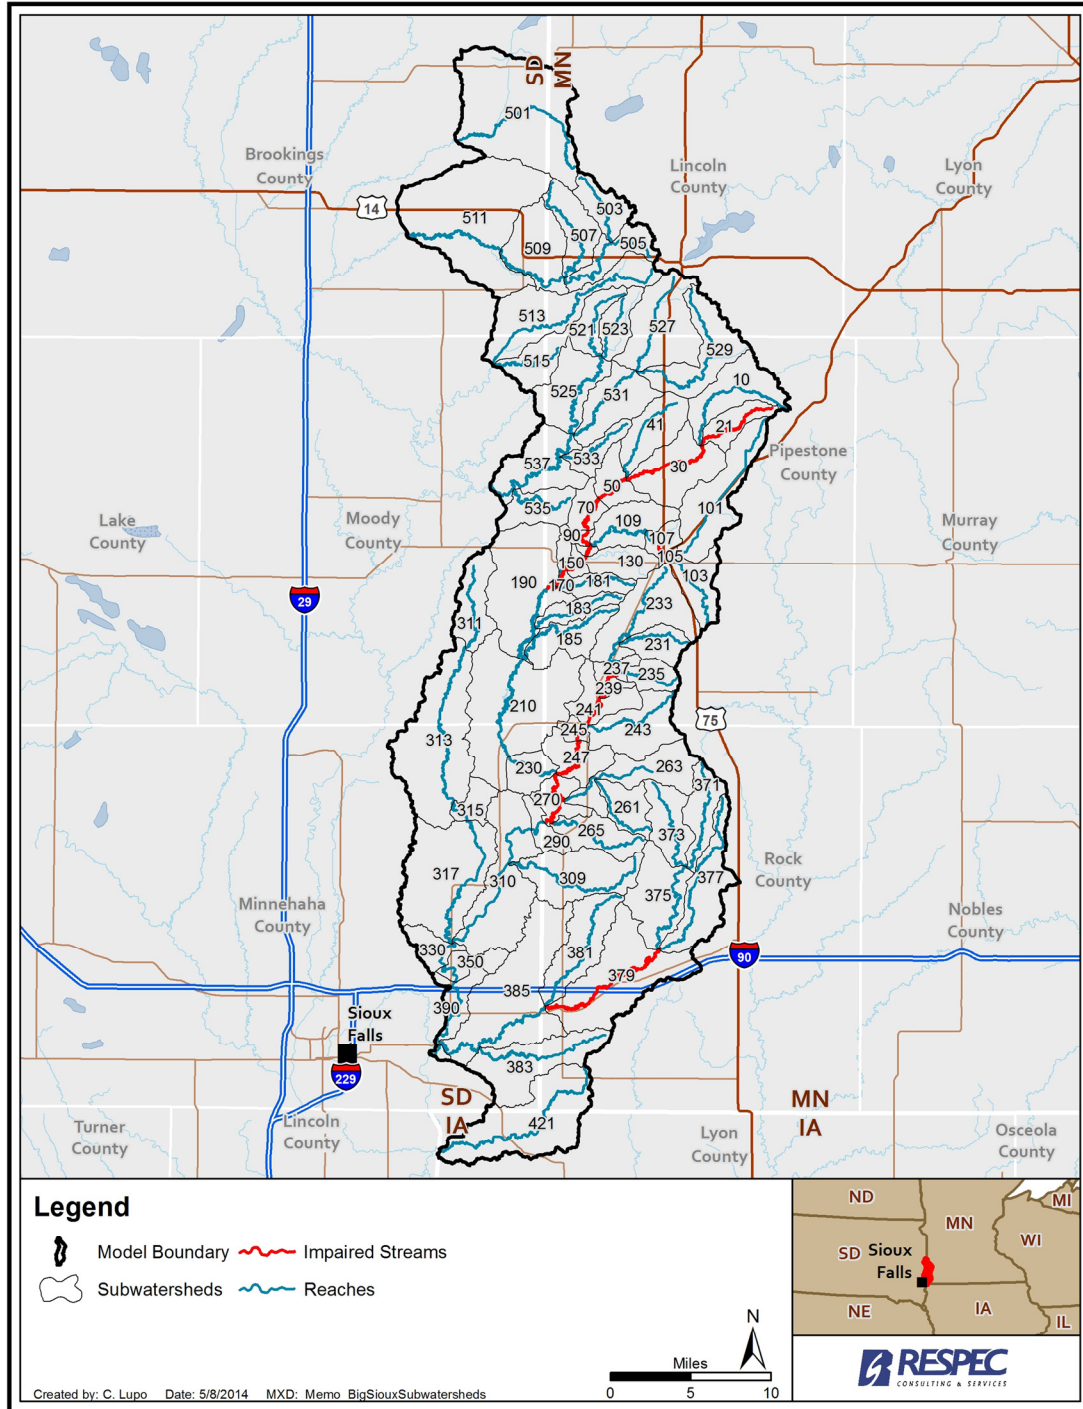 SD MN
501
Brookings
County
Lincoln
County
Lyon
County
14
511
503
507
509
505
513
521
523
527
515
529
10
525
531
41
21
Pipestone
County
537
533
30
50
535
70
101
Lake
County
Moody
County
109
Murray
County
90
107
150
130
105
103
190
170
181
29
183
233
311
185
231
237
235
239
210
241
75
245
243
313
247
230
263
371
270
315
261
265
373
290
Rock
County
317
310
309
377
375
Minnehaha
County
Nobles
County
330
350
381
90
379
385
390
Sioux
Falls
383
229
SD
IA
MN
IA
421
Turner
County
Lincoln
County
Lyon
County
Osceola
County
Legend
Model Boundary
Impaired Streams
Subwatersheds
Reaches
N
Miles
0 5 10
Created by: C. Lupo Date: 5/8/2014 MXD: Memo_BigSiouxSubwatersheds
ND
MN
MI
SD
Sioux
Falls
WI
NE
IA
IL
RESPEC
CONSULTING & SERVICES